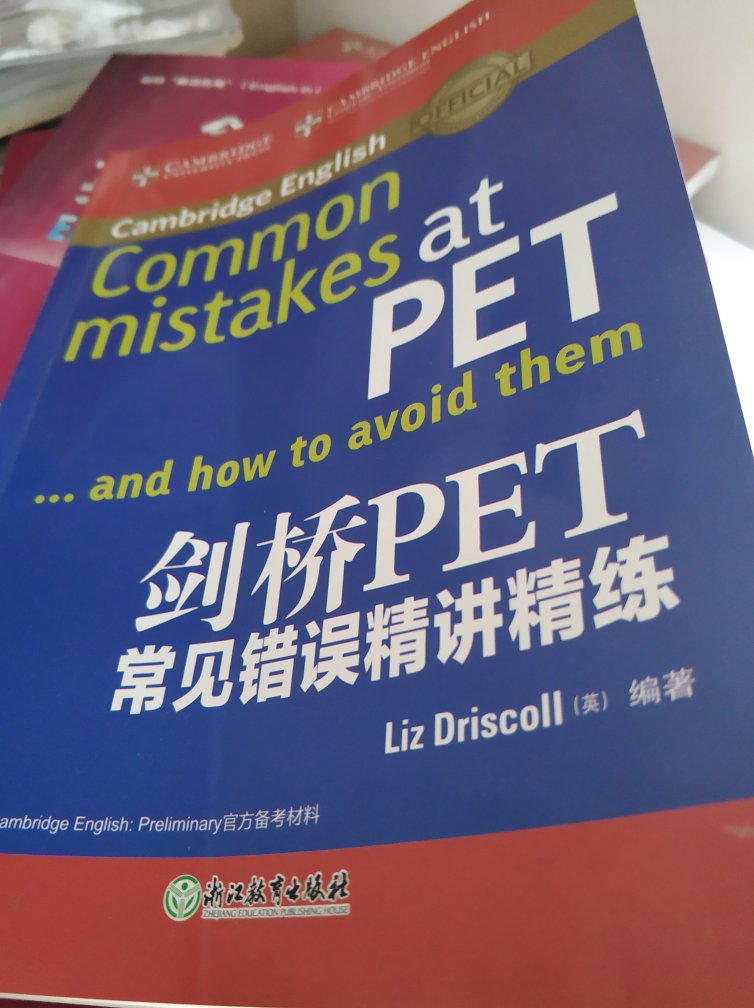 CAMBRIDGE
UNIVERSITY PRESS
CAMBRIDGE ENGLISH
OFFICIAL
Cambridge English
Common
mistakes at
PET
... and how to avoid them
剑桥PET
常见错误精讲精练
Liz Driscoll（英） 编著
ambridge English: Preliminary官方备考材料
浙江教育出版社
ZHEJIANG EDUCATION PUBLISHING HOUSE